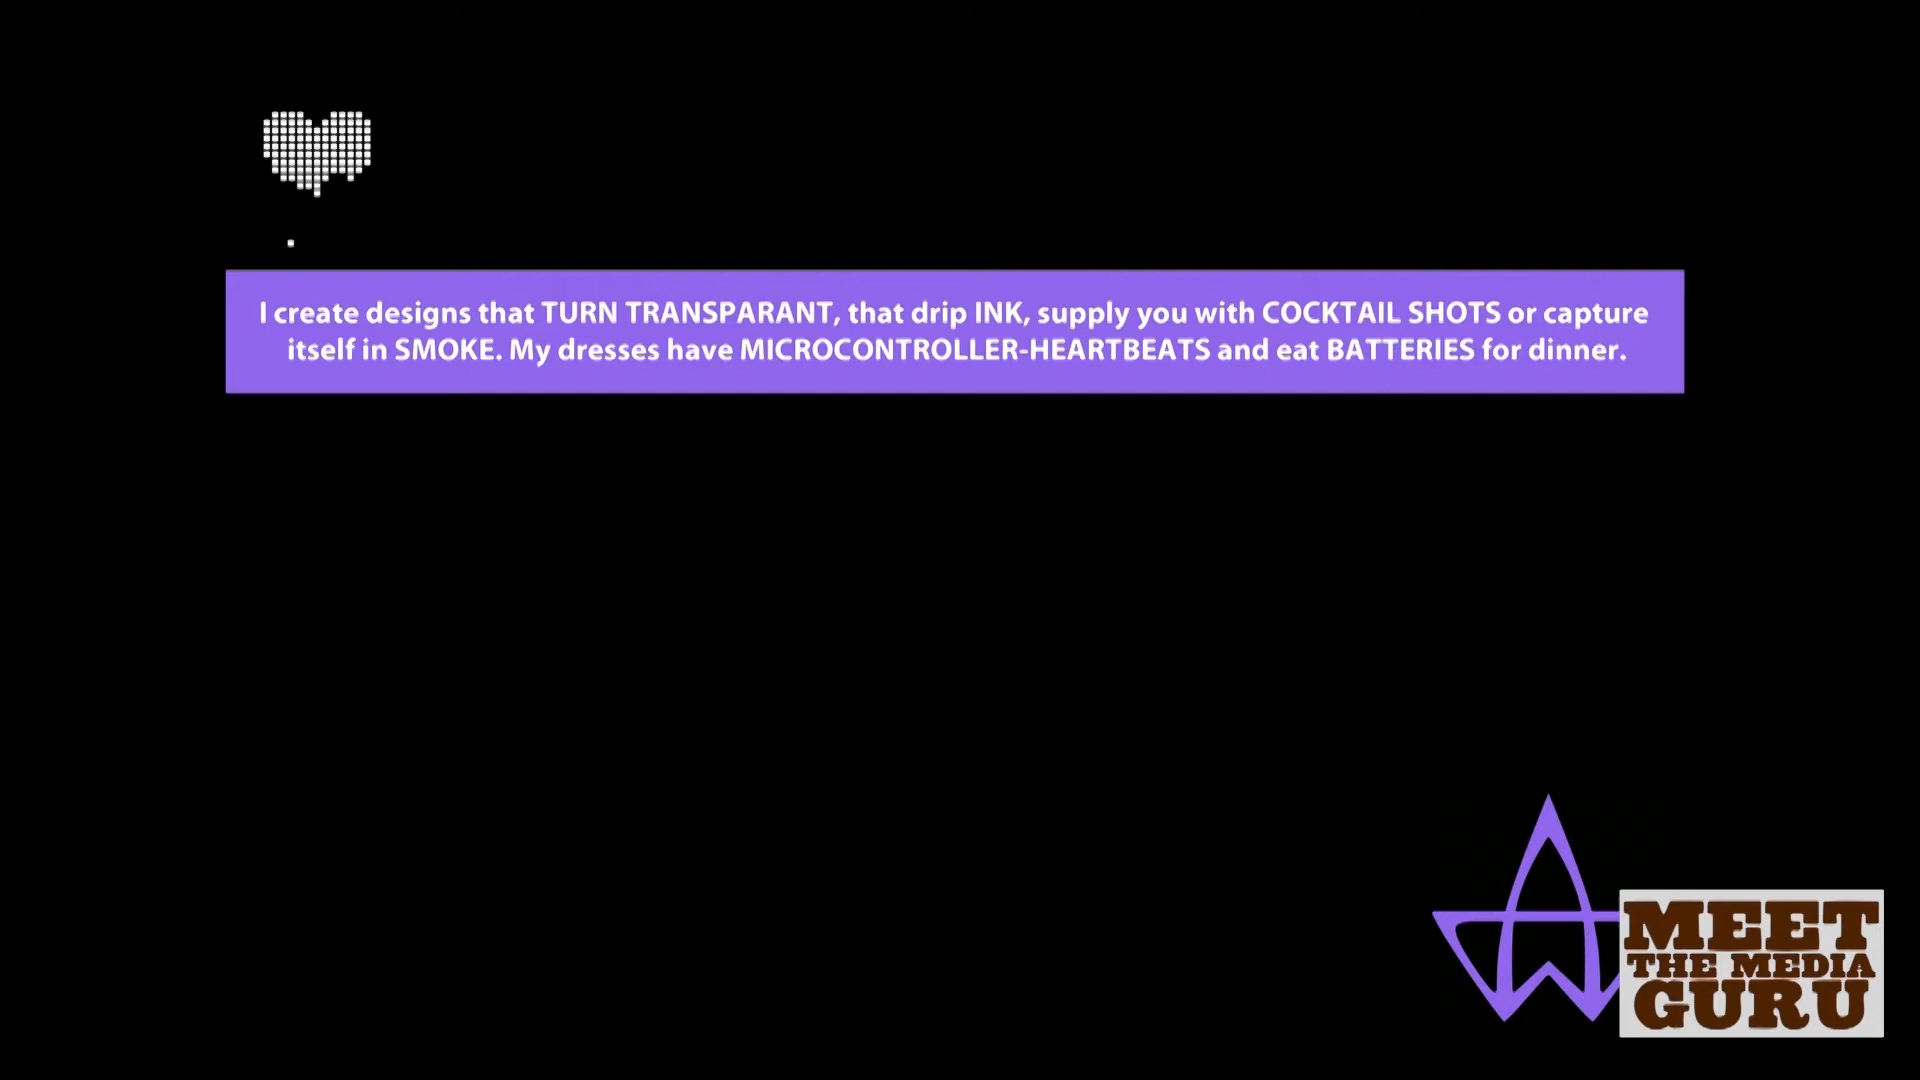 I create designs that TURN TRANSPARANT, that drip INK, supply you with COCKTAIL SHOTS or capture
itself in SMOKE. My dresses have MICROCONTROLLER-HEARTBEATS and eat BATTERIES for dinner.
MEET
THE MEDIA
GURU